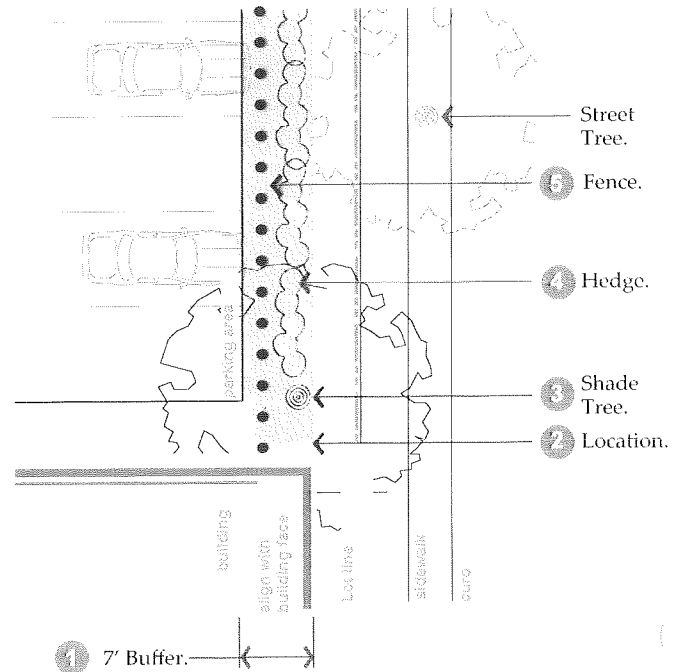 Street
Tree.
5 Fence.
4 Hedge.
parking area
3 Shade
Tree.
2 Location.
building
align with
building face
Lot line
sidewalk
curb
1 7' Buffer.